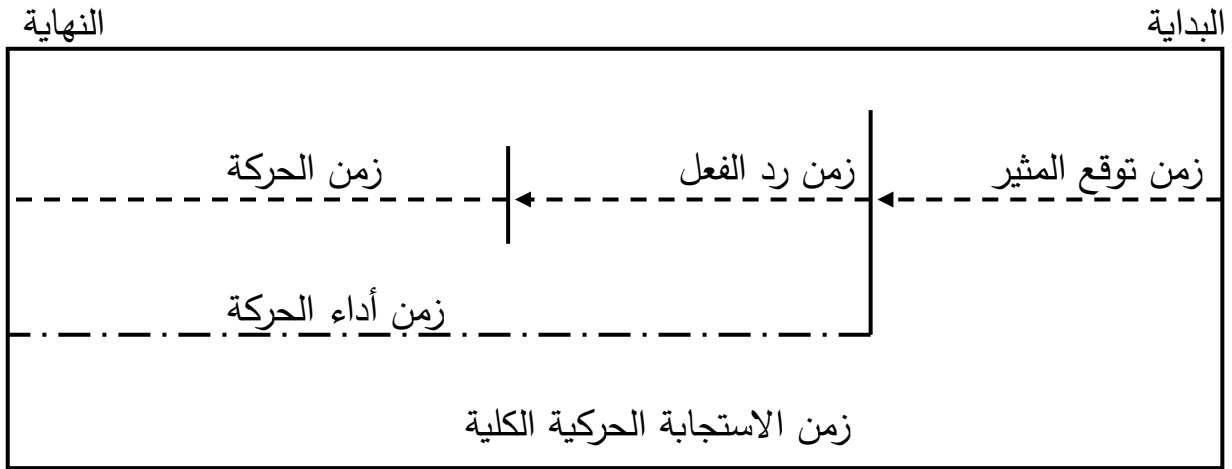 البداية
النهاية
زمن توقع المثير
زمن رد الفعل
زمن الحركة
زمن أداء الحركة
زمن الاستجابة الحركية الكلية